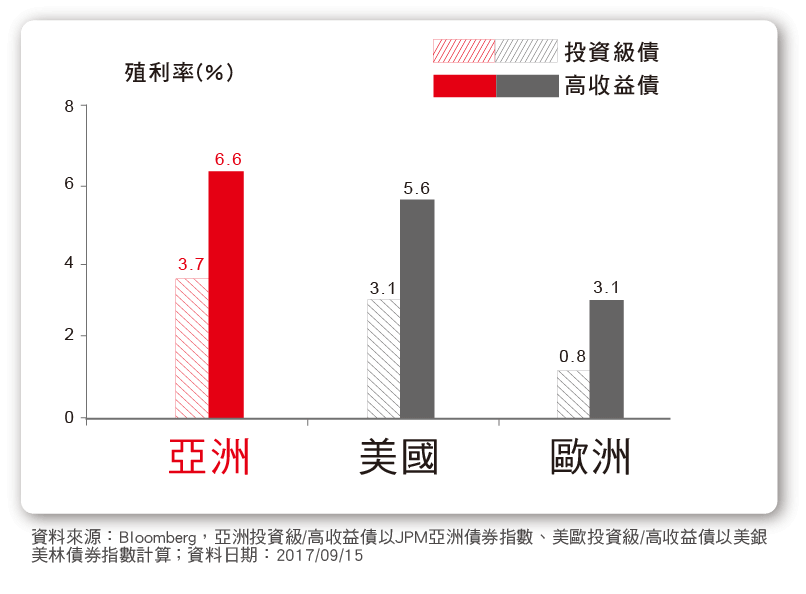 投資級債
殖利率(%)
高收益債
8
6
4
2
0
6.6
3.7
5.6
3.1
3.1
0.8
亞洲
美國
歐洲
資料來源：Bloomberg，亞洲投資級/高收益債以JPM亞洲債券指數、美歐投資級/高收益債以美銀
美林債券指數計算；資料日期：2017/09/15